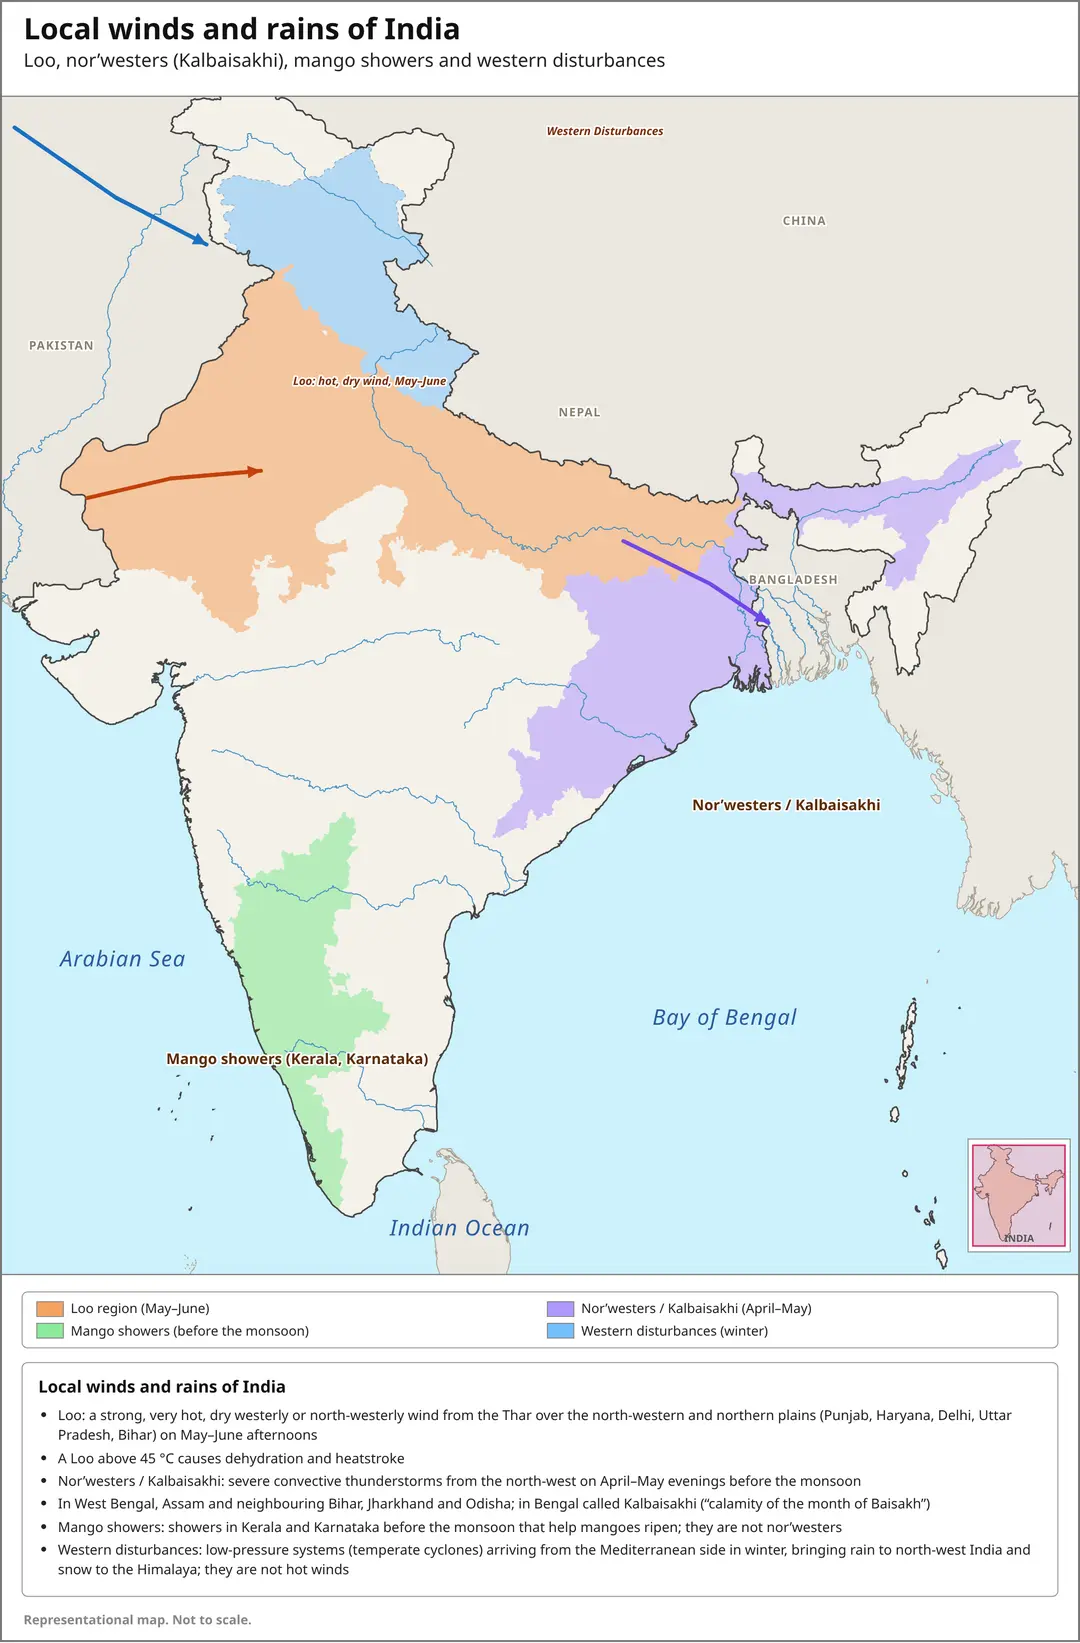 Local winds and rains of India
Loo, nor’westers (Kalbaisakhi), mango showers and western disturbances
Western Disturbances
CHINA
PAKISTAN
Loo: hot, dry wind, May–June
NEPAL
BANGLADESH
Nor’westers / Kalbaisakhi
Arabian Sea
Bay of Bengal
Mango showers (Kerala, Karnataka)
Indian Ocean
INDIA
Loo region (May–June)
Nor’westers / Kalbaisakhi (April–May)
Mango showers (before the monsoon)
Western disturbances (winter)
Local winds and rains of India
• Loo: a strong, very hot, dry westerly or north-westerly wind from the Thar over the north-western and northern plains (Punjab, Haryana, Delhi, Uttar
Pradesh, Bihar) on May–June afternoons
• A Loo above 45 °C causes dehydration and heatstroke
• Nor’westers / Kalbaisakhi: severe convective thunderstorms from the north-west on April–May evenings before the monsoon
• In West Bengal, Assam and neighbouring Bihar, Jharkhand and Odisha; in Bengal called Kalbaisakhi (“calamity of the month of Baisakh”)
• Mango showers: showers in Kerala and Karnataka before the monsoon that help mangoes ripen; they are not nor’westers
• Western disturbances: low-pressure systems (temperate cyclones) arriving from the Mediterranean side in winter, bringing rain to north-west India and
snow to the Himalaya; they are not hot winds
Representational map. Not to scale.